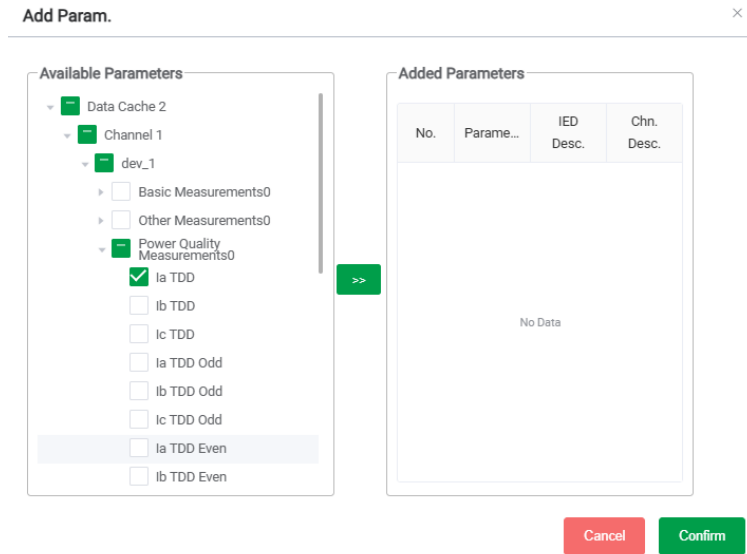 Add Param.
Available Parameters
Data Cache 2
Channel 1
dev_1
Basic Measurements0
Other Measurements0
Power Quality
Measurements0
Ia TDD
Ib TDD
Ic TDD
Ia TDD Odd
Ib TDD Odd
Ic TDD Odd
Ia TDD Even
Ib TDD Even
>>
Added Parameters
No.
Parame...
IED
Desc.
Chn.
Desc.
No Data
Cancel
Confirm